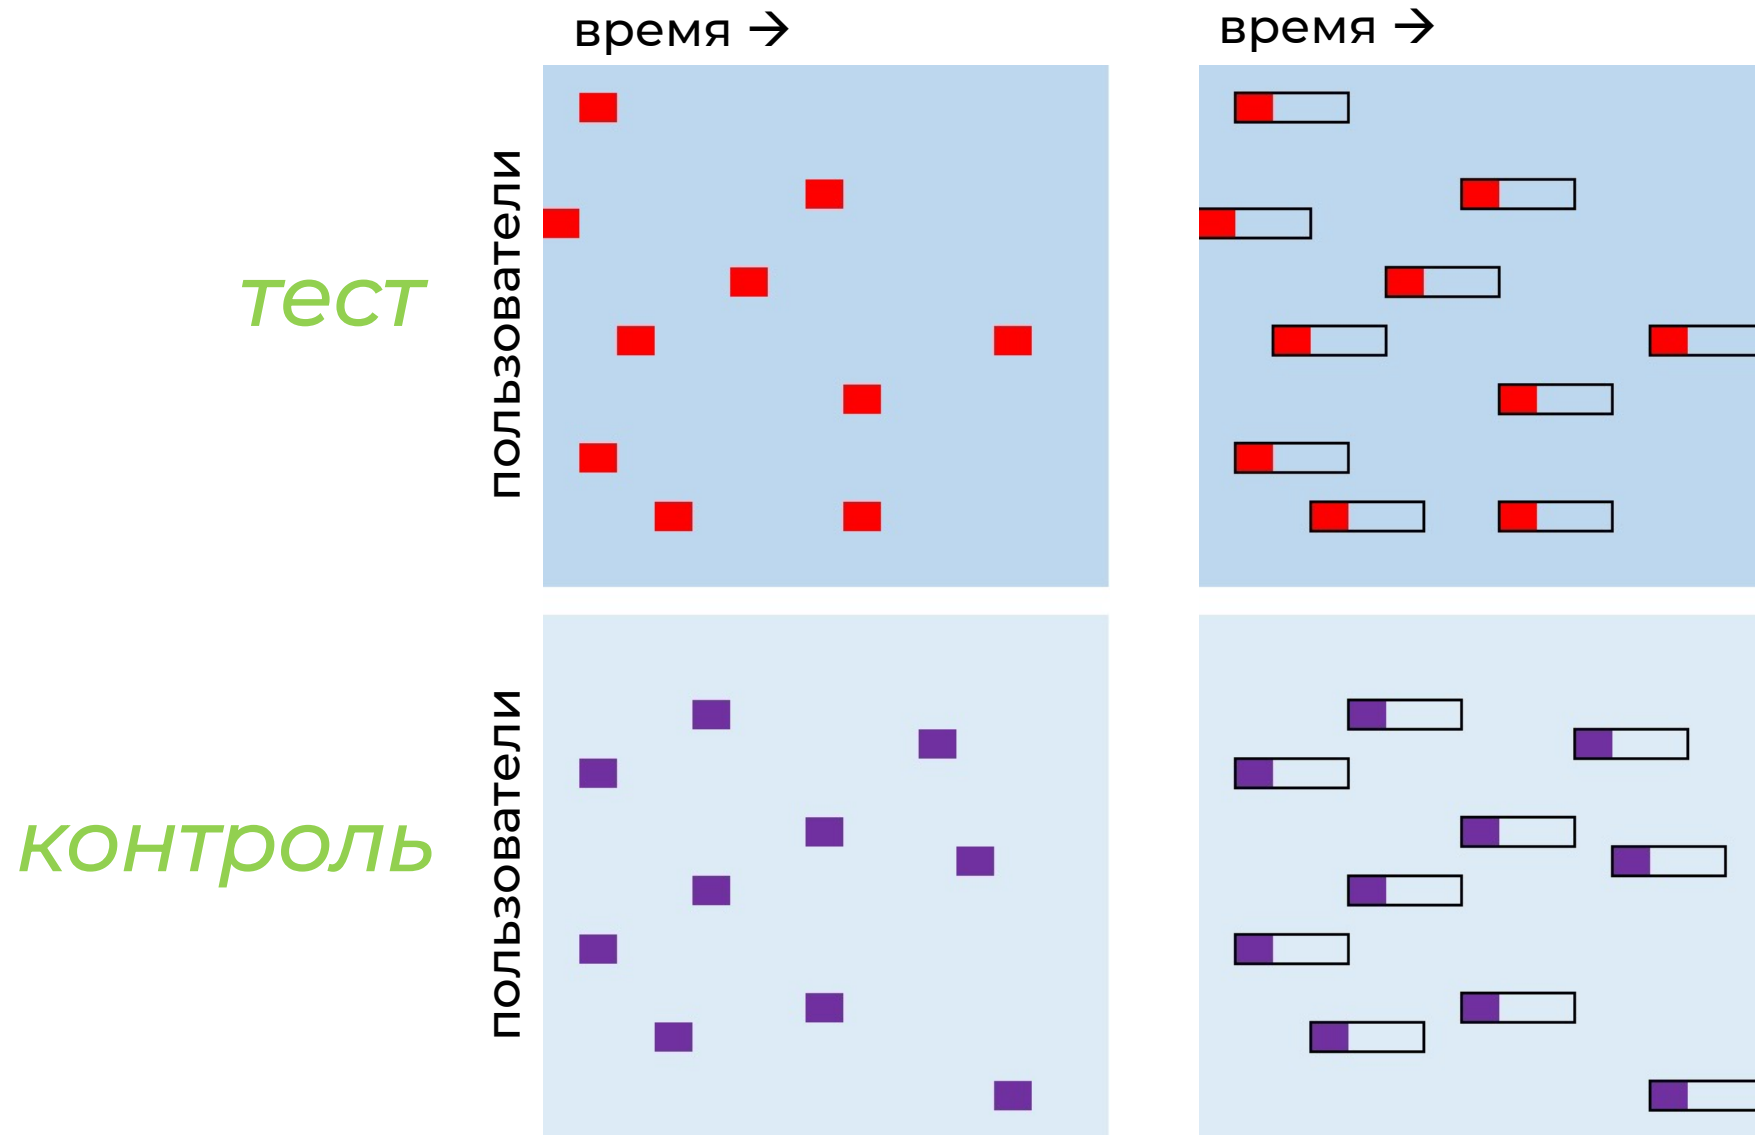 время →
время →
тест
пользователи
контроль
пользователи